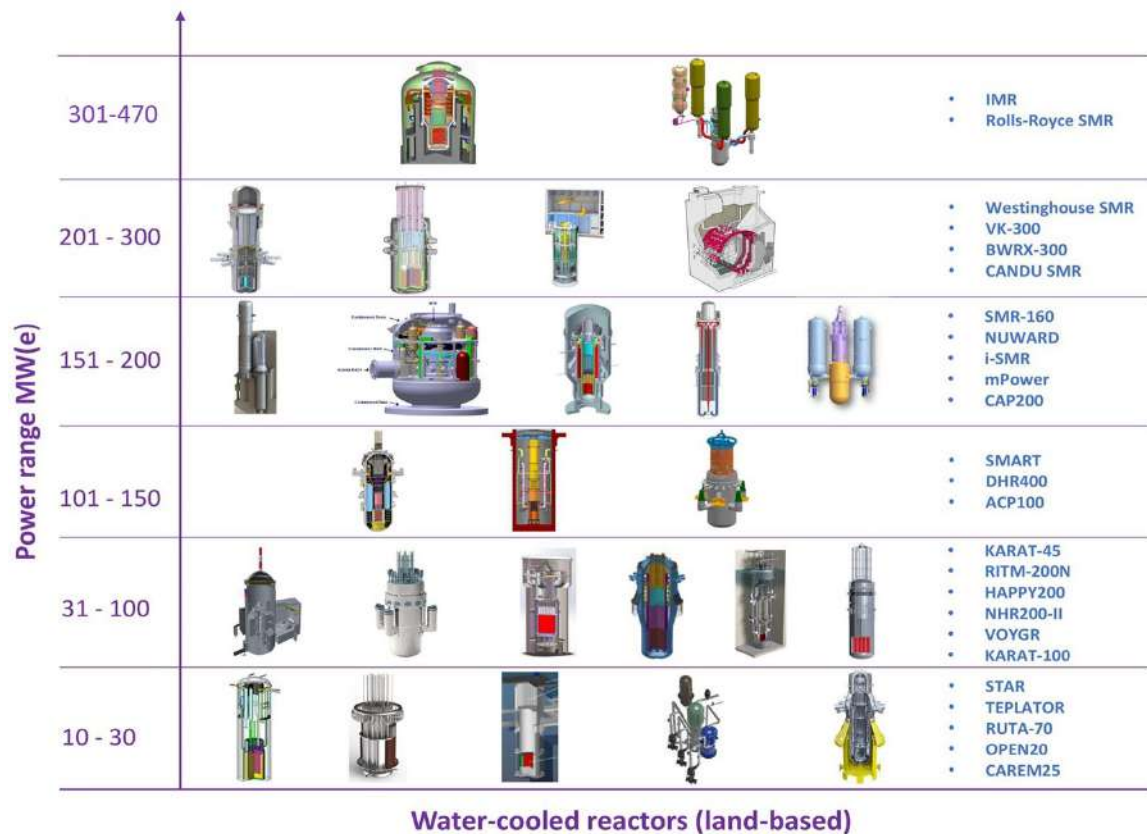 301-470
• IMR
• Rolls-Royce SMR
201 - 300
• Westinghouse SMR
• VK-300
• BWRX-300
• CANDU SMR
151 - 200
• SMR-160
• NUWARD
• i-SMR
• mPower
• CAP200
101 - 150
• SMART
• DHR400
• ACP100
31 - 100
• KARAT-45
• RITM-200N
• HAPPY200
• NHR200-II
• VOYGR
• KARAT-100
10 - 30
• STAR
• TEPLATOR
• RUTA-70
• OPEN20
• CAREM25
Power range MW(e)
Water-cooled reactors (land-based)